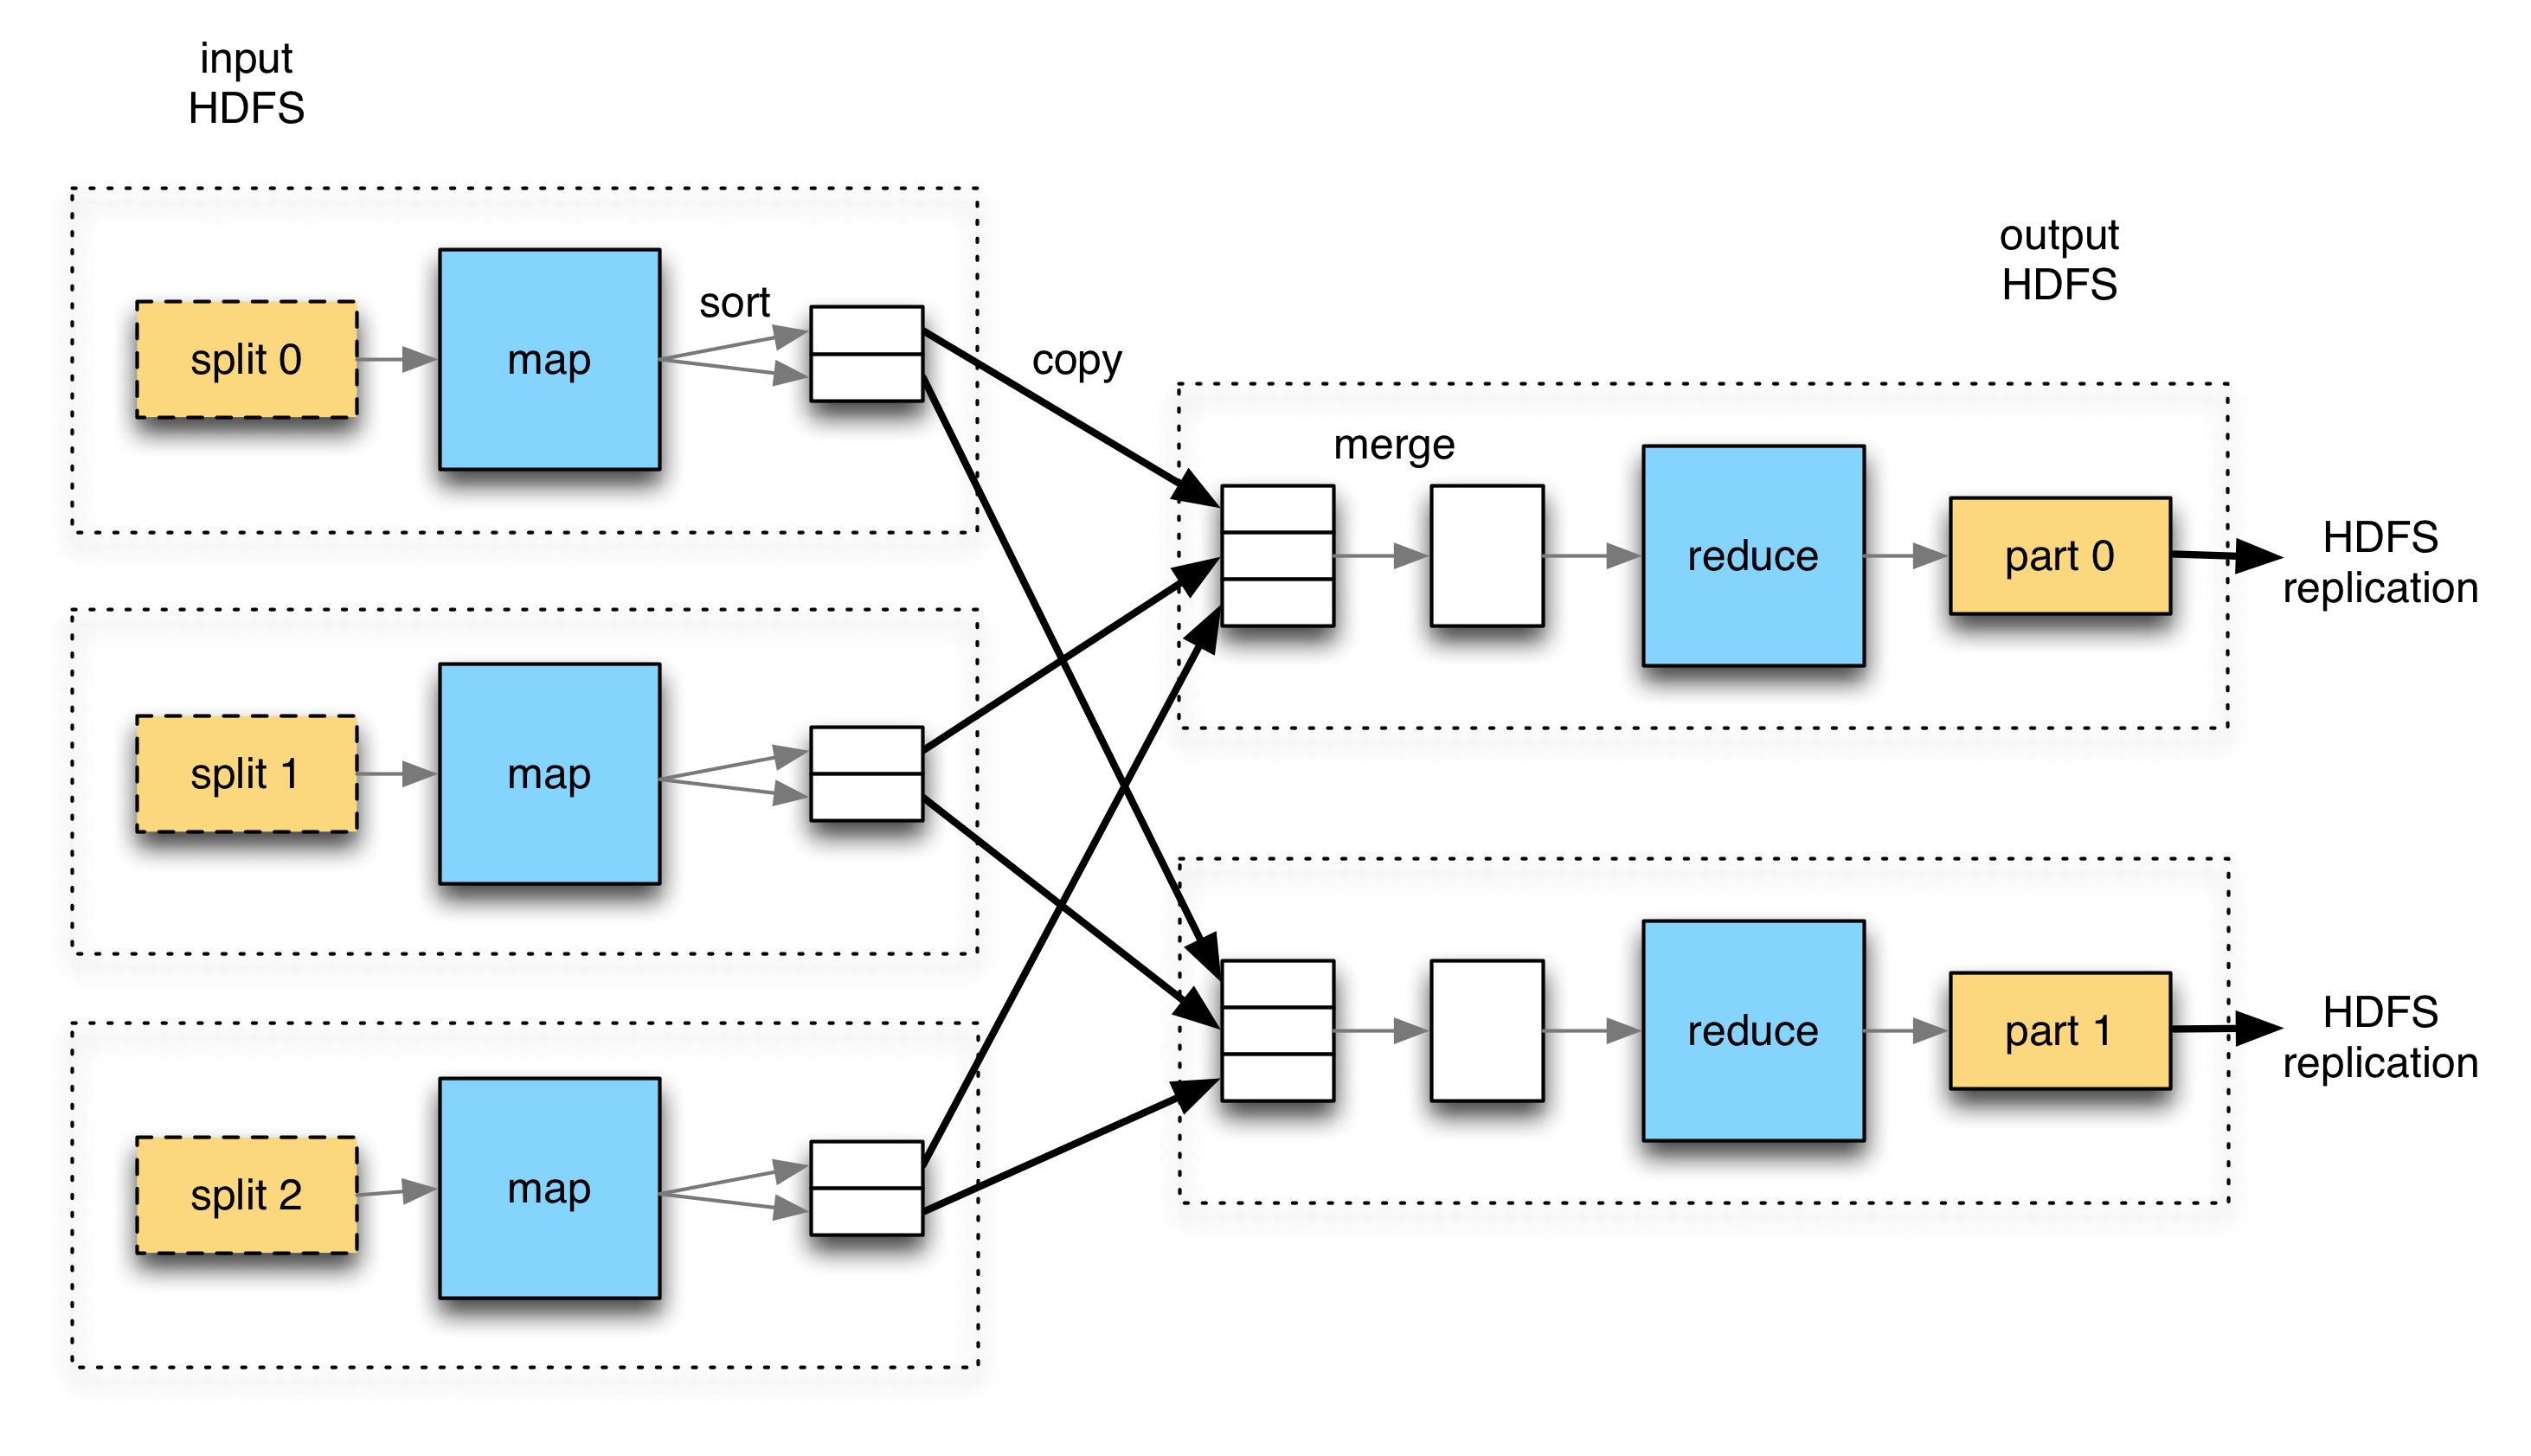 input
HDFS
output
HDFS
split 0
map
sort
copy
merge
reduce
part 0
HDFS
replication
split 1
map
split 2
map
reduce
part 1
HDFS
replication